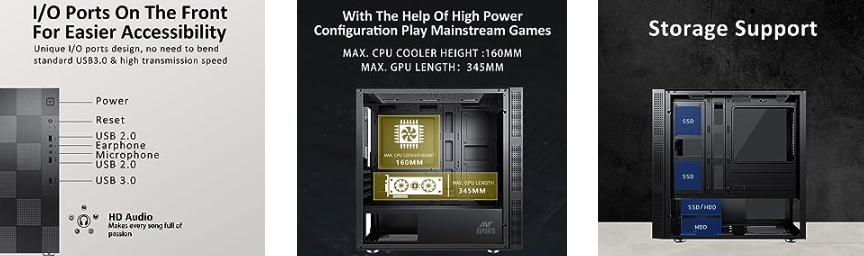 I/O Ports On The Front
For Easier Accessibility
Unique I/O ports design, no need to bend
standard USB3.0 & high transmission speed
Power
Reset
USB 2.0
Earphone
Microphone
USB 2.0
USB 3.0
HD Audio
Makes every song full of
passion
With The Help Of High Power
Configuration Play Mainstream Games
MAX. CPU COOLER HEIGHT :160MM
MAX. GPU LENGTH: 345MM
MAX. CPU COOLER HEIGHT
160MM
MAX. GPU LENGTH
345MM
ANT
ESPORTS
Storage Support
SSD
SSD
SSD/HDD
HDD